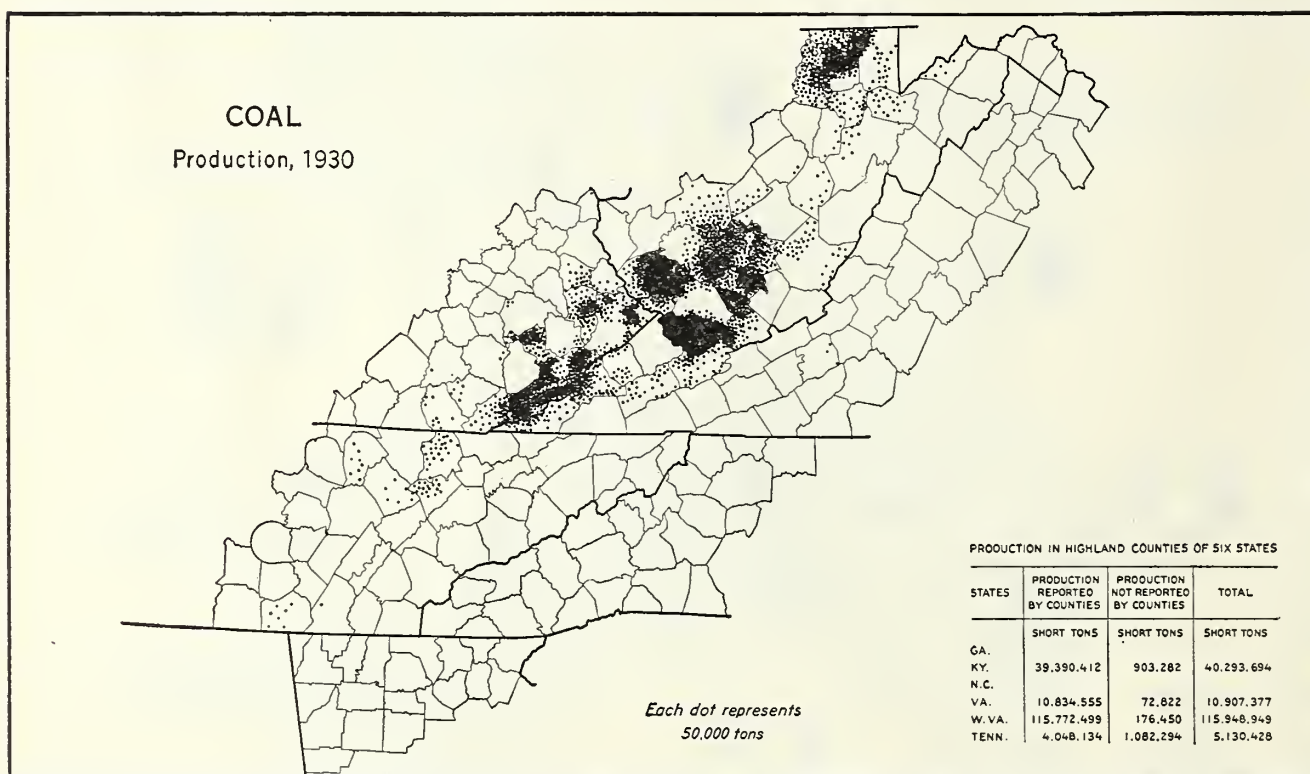 COAL
Production, 1930
Each dot represents
50,000 tons
PRODUCTION IN HIGHLAND COUNTIES OF SIX STATES
STATES PRODUCTION REPORTED BY COUNTIES PRODUCTION NOT REPORTED BY COUNTIES TOTAL
SHORT TONS SHORT TONS SHORT TONS
GA.
KY. 39,390,412 903,282 40,293,694
N.C.
VA. 10,834,555 72,822 10,907,377
W.VA. 115,772,499 176,450 115,948,949
TENN. 4,048,134 1,082,294 5,130,428